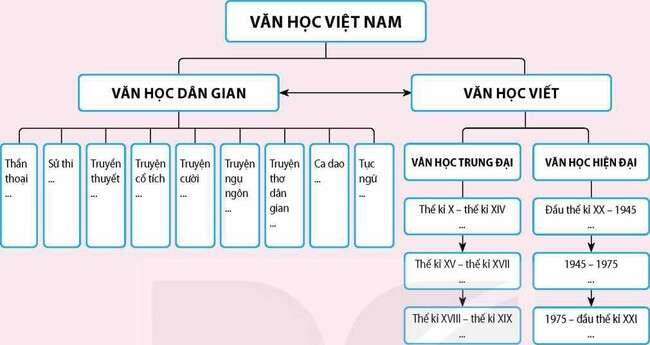 VĂN HỌC VIỆT NAM
VĂN HỌC DÂN GIAN
VĂN HỌC VIẾT
Thần
thoại
...
Sử thi
...
Truyền
thuyết
...
Truyện
cổ tích
...
Truyện
cười
...
Truyện
ngụ
ngôn
...
Truyện
thơ
dân
gian
...
Ca dao
...
Tục
ngữ
...
VĂN HỌC TRUNG ĐẠI
Thế kỉ X – thế kỉ XIV
...
Thế kỉ XV – thế kỉ XVII
...
Thế kỉ XVIII – thế kỉ XIX
...
VĂN HỌC HIỆN ĐẠI
Đầu thế kỉ XX – 1945
...
1945 – 1975
...
1975 – đầu thế kỉ XXI
...